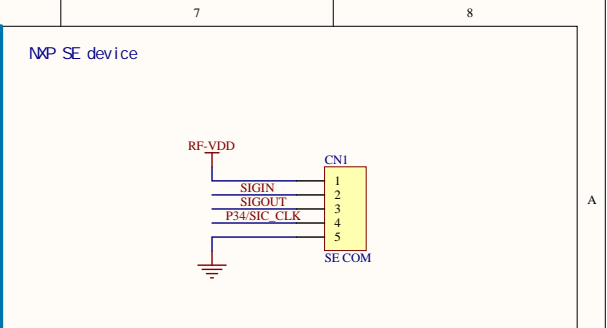 7
8
NXP SE device
RF-VDD
CN1
1
SIGIN
2
SIGOUT
3
P34/SIC_CLK
4
5
SE COM
A